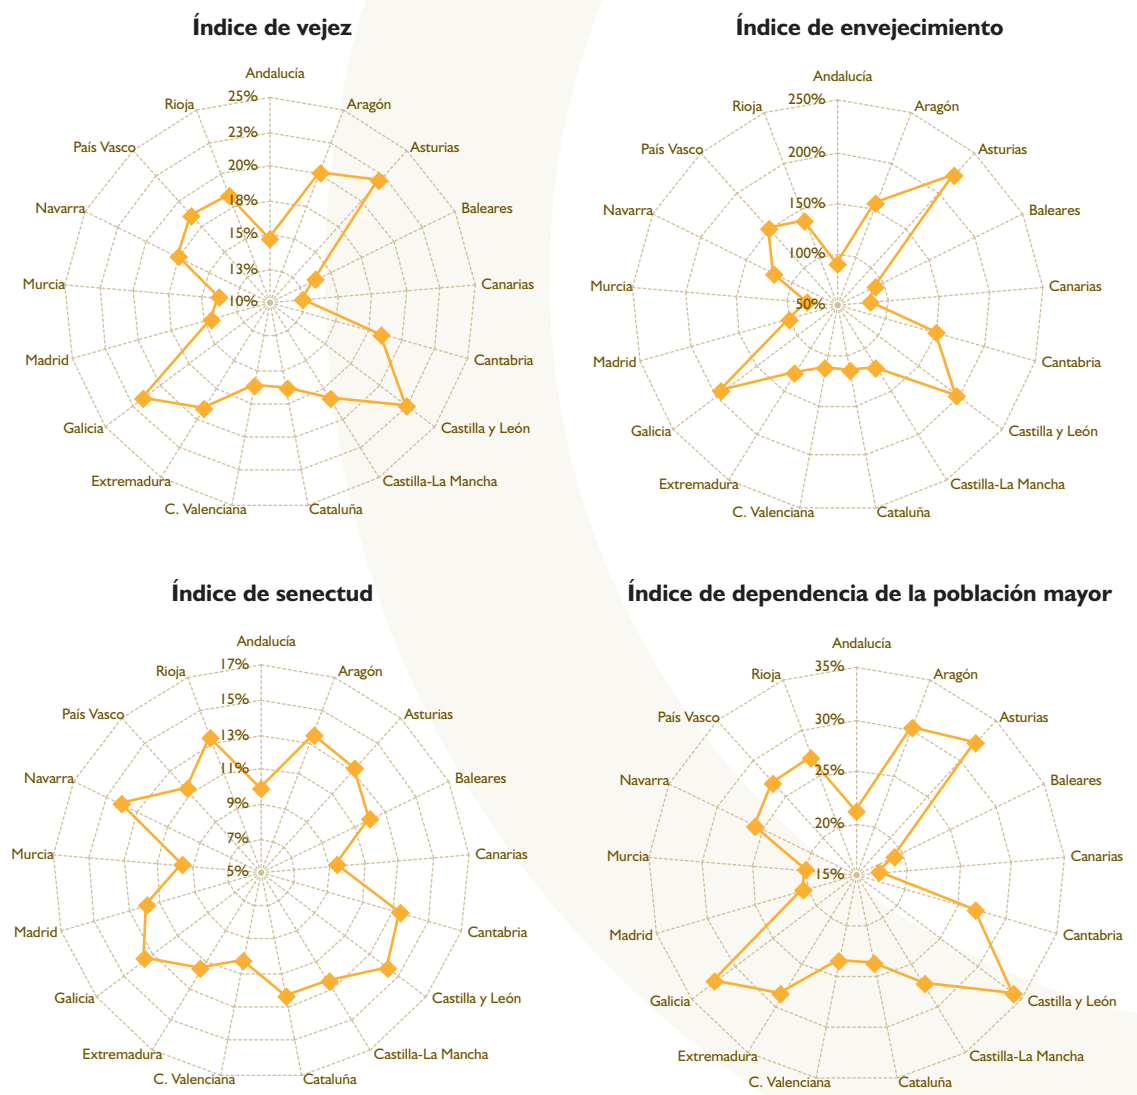 Índice de vejez
Andalucía
25%
Rioja
Aragón
23%
País Vasco
Asturias
20%
18%
Navarra
Baleares
15%
13%
Murcia
Canarias
10%
Madrid
Cantabria
Galicia
Castilla y León
Extremadura
Castilla-La Mancha
C. Valenciana
Cataluña
Índice de envejecimiento
Andalucía
250%
Rioja
Aragón
200%
País Vasco
Asturias
150%
Navarra
Baleares
100%
Murcia
Canarias
50%
Madrid
Cantabria
Galicia
Castilla y León
Extremadura
Castilla-La Mancha
C. Valenciana
Cataluña
Índice de senectud
Andalucía
17%
Rioja
Aragón
15%
País Vasco
Asturias
13%
11%
Navarra
Baleares
9%
7%
Murcia
Canarias
5%
Madrid
Cantabria
Galicia
Castilla y León
Extremadura
Castilla-La Mancha
C. Valenciana
Cataluña
Índice de dependencia de la población mayor
Andalucía
35%
Rioja
Aragón
30%
País Vasco
Asturias
25%
Navarra
Baleares
20%
Murcia
Canarias
15%
Madrid
Cantabria
Galicia
Castilla y León
Extremadura
Castilla-La Mancha
C. Valenciana
Cataluña